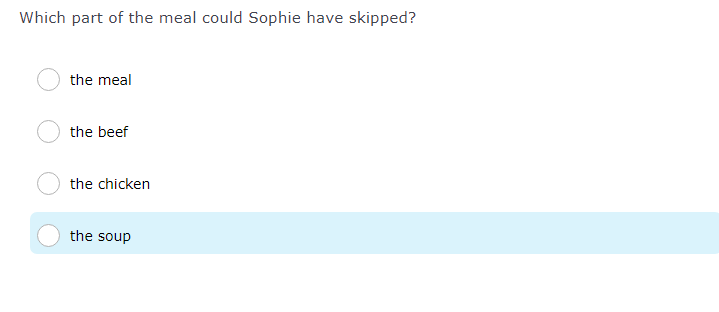 Which part of the meal could Sophie have skipped?
the meal
the beef
the chicken
the soup